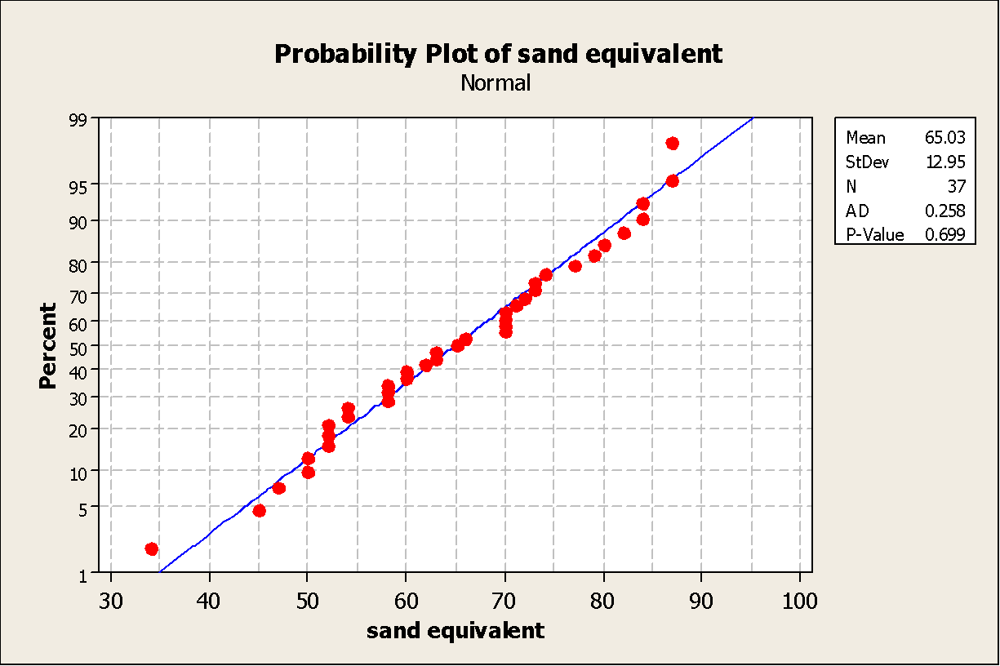 Probability Plot of sand equivalent
Normal
99
95
90
80
70
60
50
40
30
20
10
5
1
Percent
30 40 50 60 70 80 90 100
sand equivalent
Mean 65.03
StDev 12.95
N 37
AD 0.258
P-Value 0.699